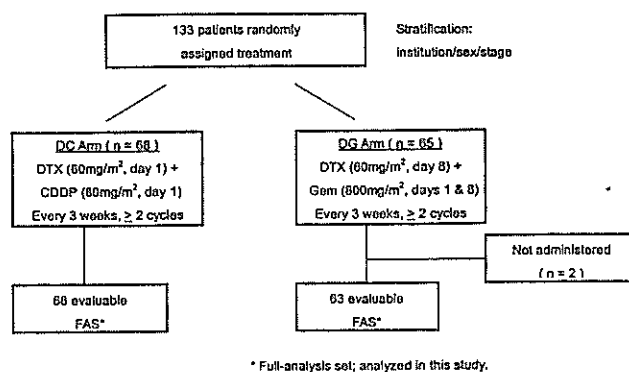 133 patients randomly
assigned treatment
Stratification:
institution/sex/stage
DC Arm ( n = 68 )
DTX (60mg/m², day 1) +
CDDP (80mg/m², day 1)
Every 3 weeks, ≥ 2 cycles
DG Arm ( n = 65 )
DTX (60mg/m², day 8) +
Gem (800mg/m², days 1 & 8)
Every 3 weeks, ≥ 2 cycles
Not administered
( n = 2 )
68 evaluable
FAS*
63 evaluable
FAS*
* Full-analysis set; analyzed in this study.